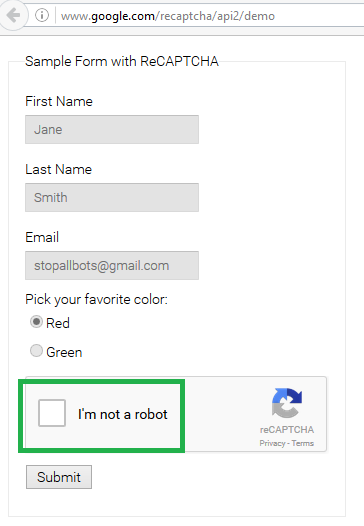 www.google.com/recaptcha/api2/demo
Sample Form with ReCAPTCHA
First Name
Jane
Last Name
Smith
Email
stopallbots@gmail.com
Pick your favorite color:
Red
Green
I'm not a robot
reCAPTCHA
Privacy - Terms
Submit